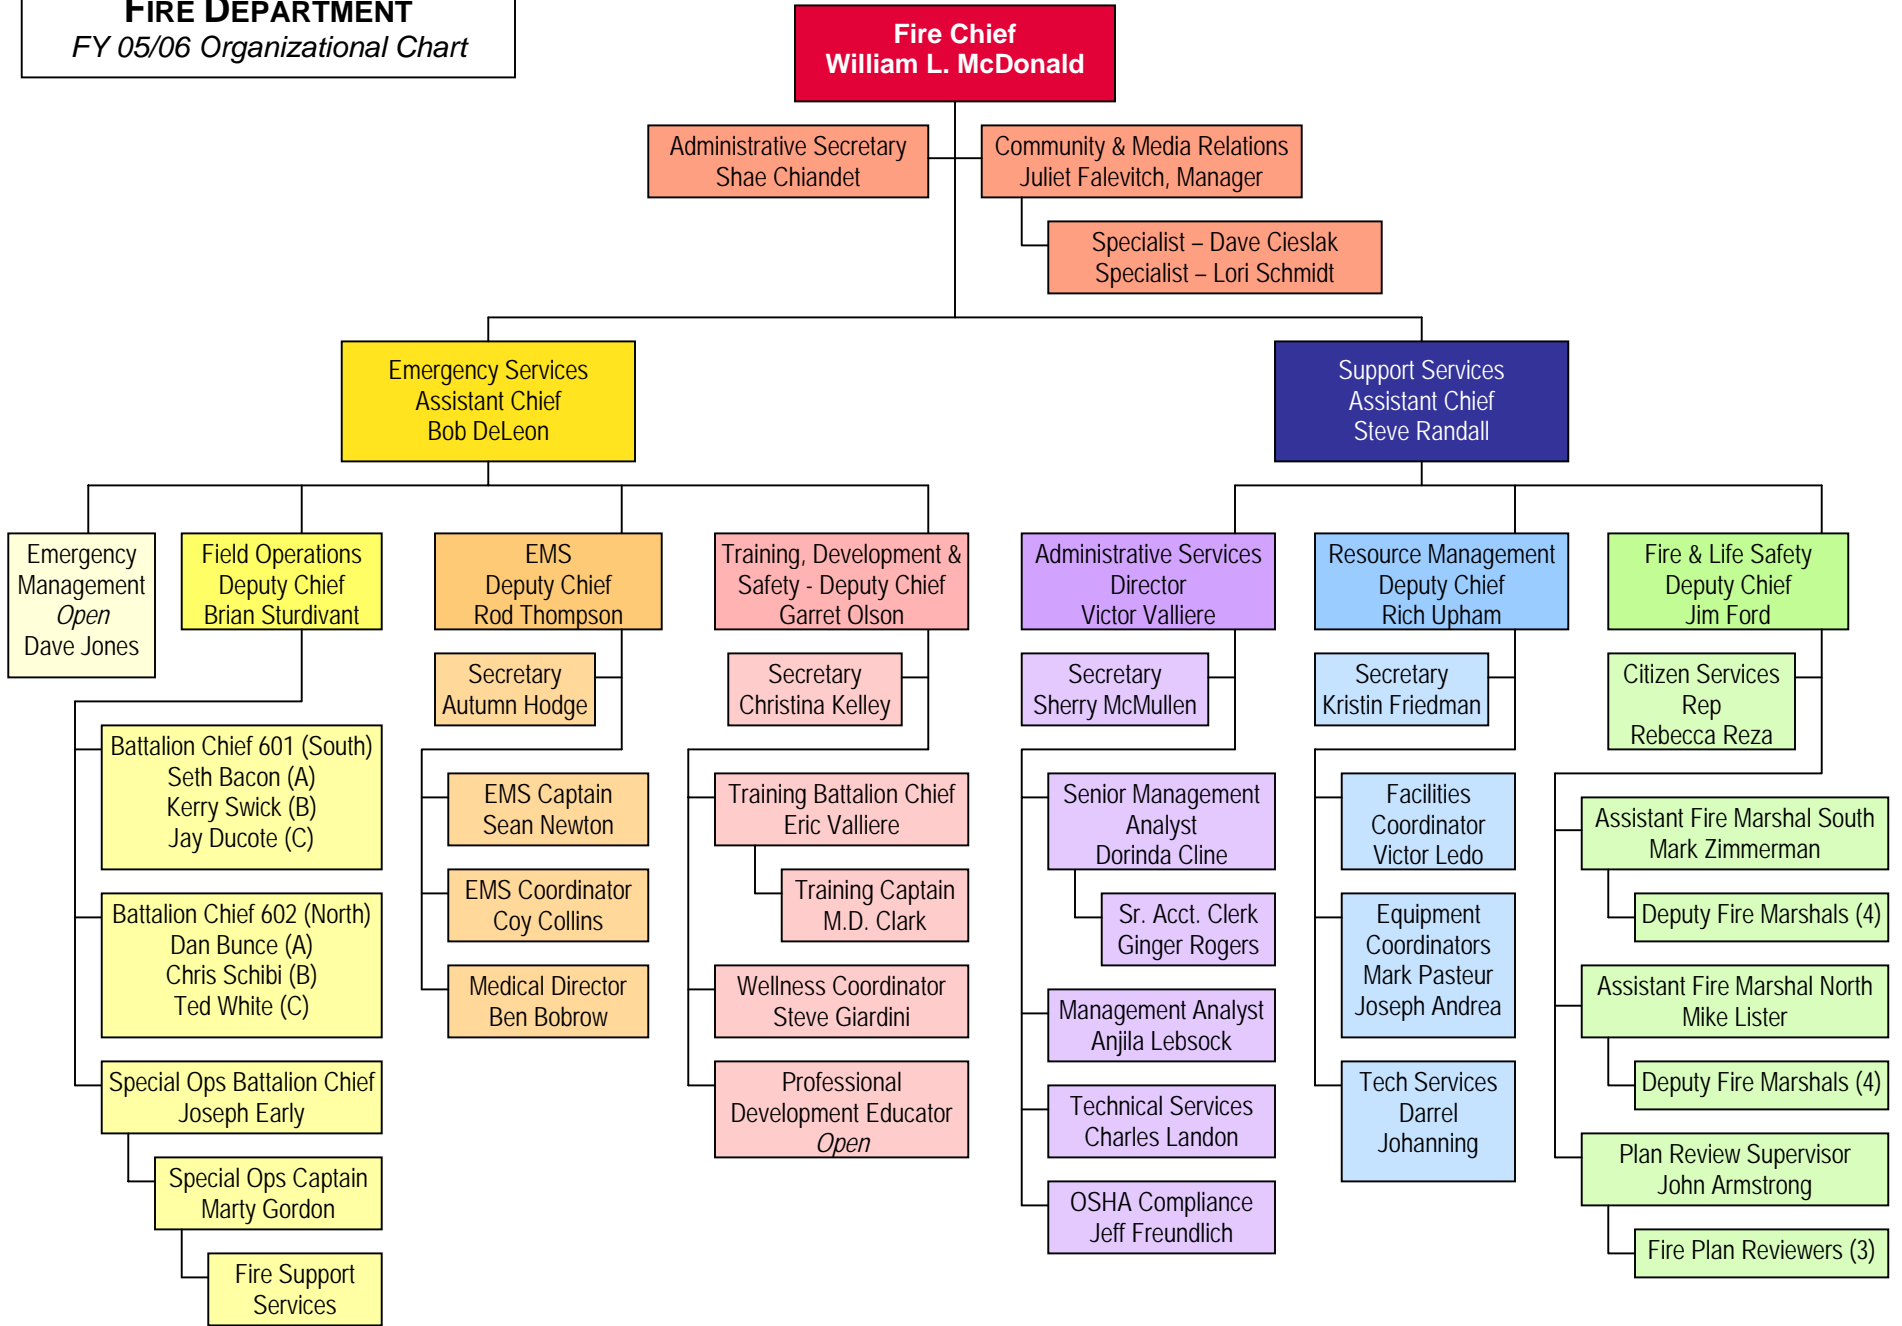 FIRE DEPARTMENT
FY 05/06 Organizational Chart
Fire Chief
William L. McDonald
Administrative Secretary
Shae Chiandet
Community & Media Relations
Juliet Falevitch, Manager
Specialist – Dave Cieslak
Specialist – Lori Schmidt
Emergency Services
Assistant Chief
Bob DeLeon
Support Services
Assistant Chief
Steve Randall
Emergency
Management
Open
Dave Jones
Field Operations
Deputy Chief
Brian Sturdivant
Battalion Chief 601 (South)
Seth Bacon (A)
Kerry Swick (B)
Jay Ducote (C)
Battalion Chief 602 (North)
Dan Bunce (A)
Chris Schibi (B)
Ted White (C)
Special Ops Battalion Chief
Joseph Early
Special Ops Captain
Marty Gordon
Fire Support
Services
EMS
Deputy Chief
Rod Thompson
Secretary
Autumn Hodge
EMS Captain
Sean Newton
EMS Coordinator
Coy Collins
Medical Director
Ben Bobrow
Training, Development &
Safety - Deputy Chief
Garret Olson
Secretary
Christina Kelley
Training Battalion Chief
Eric Valliere
Training Captain
M.D. Clark
Wellness Coordinator
Steve Giardini
Professional
Development Educator
Open
Administrative Services
Director
Victor Valliere
Secretary
Sherry McMullen
Senior Management
Analyst
Dorinda Cline
Sr. Acct. Clerk
Ginger Rogers
Management Analyst
Anjila Lebsock
Technical Services
Charles Landon
OSHA Compliance
Jeff Freundlich
Resource Management
Deputy Chief
Rich Upham
Secretary
Kristin Friedman
Facilities
Coordinator
Victor Ledo
Equipment
Coordinators
Mark Pasteur
Joseph Andrea
Tech Services
Darrel
Johanning
Fire & Life Safety
Deputy Chief
Jim Ford
Citizen Services
Rep
Rebecca Reza
Assistant Fire Marshal South
Mark Zimmerman
Deputy Fire Marshals (4)
Assistant Fire Marshal North
Mike Lister
Deputy Fire Marshals (4)
Plan Review Supervisor
John Armstrong
Fire Plan Reviewers (3)